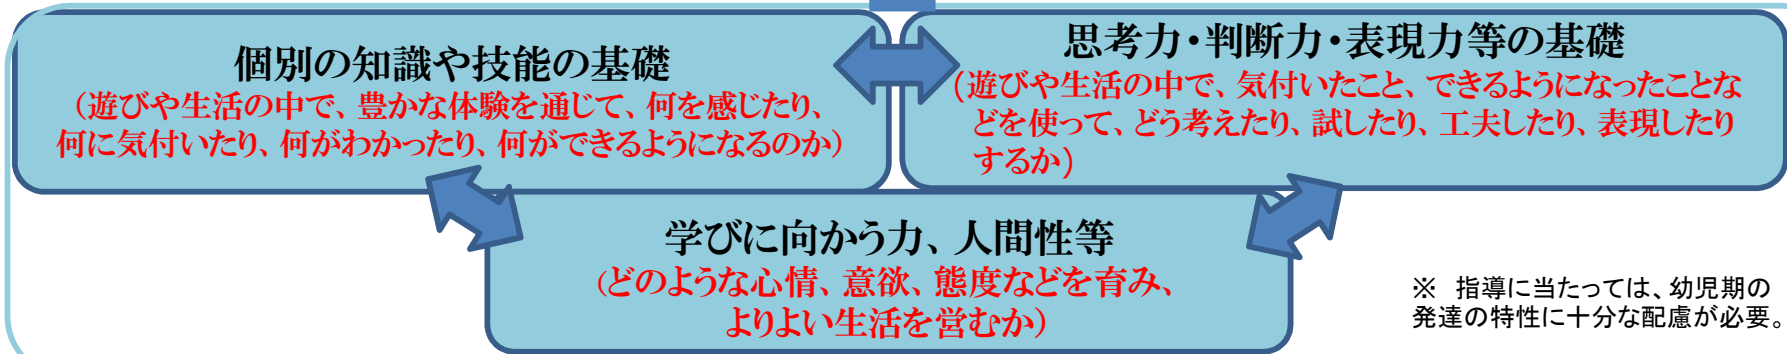 個別の知識や技能の基礎
(遊びや生活の中で、豊かな体験を通じて、何を感じたり、
何に気付いたり、何がわかったり、何ができるようになるのか)
思考力・判断力・表現力等の基礎
(遊びや生活の中で、気付いたこと、できるようになったことな
どを使って、どう考えたり、試したり、工夫したり、表現したり
するか)
学びに向かう力、人間性等
(どのような心情、意欲、態度などを育み、
よりよい生活を営むか)
※ 指導に当たっては、幼児期の
発達の特性に十分な配慮が必要。